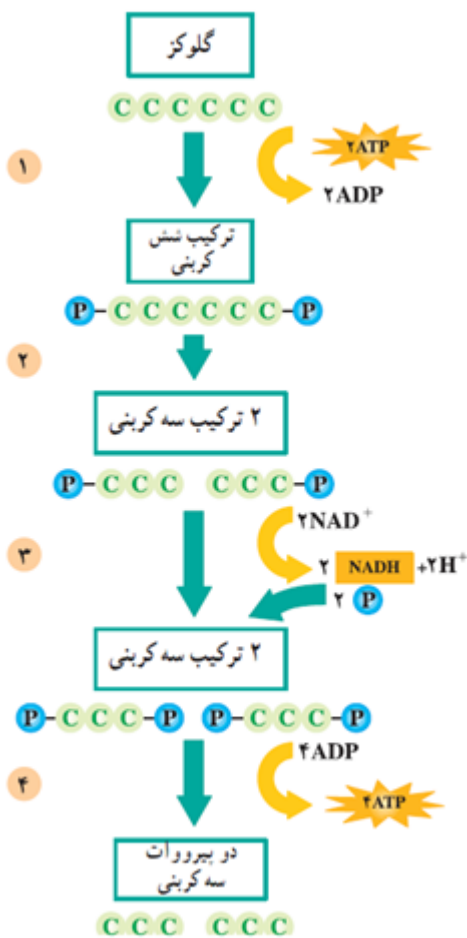 گلوکز
C C C C C C
۲ATP
۱
۲ADP
ترکیب شش
کربنی
P-C C C C C C-P
۲
۲ ترکیب سه کربنی
P-C C C C C C-P
۲NAD⁺
۳
۲ NADH +۲H⁺
۲ P
۲ ترکیب سه کربنی
P-C C C-P P-C C C-P
۴ADP
۴
۴ATP
دو پیرووات
سه کربنی
C C C C C C